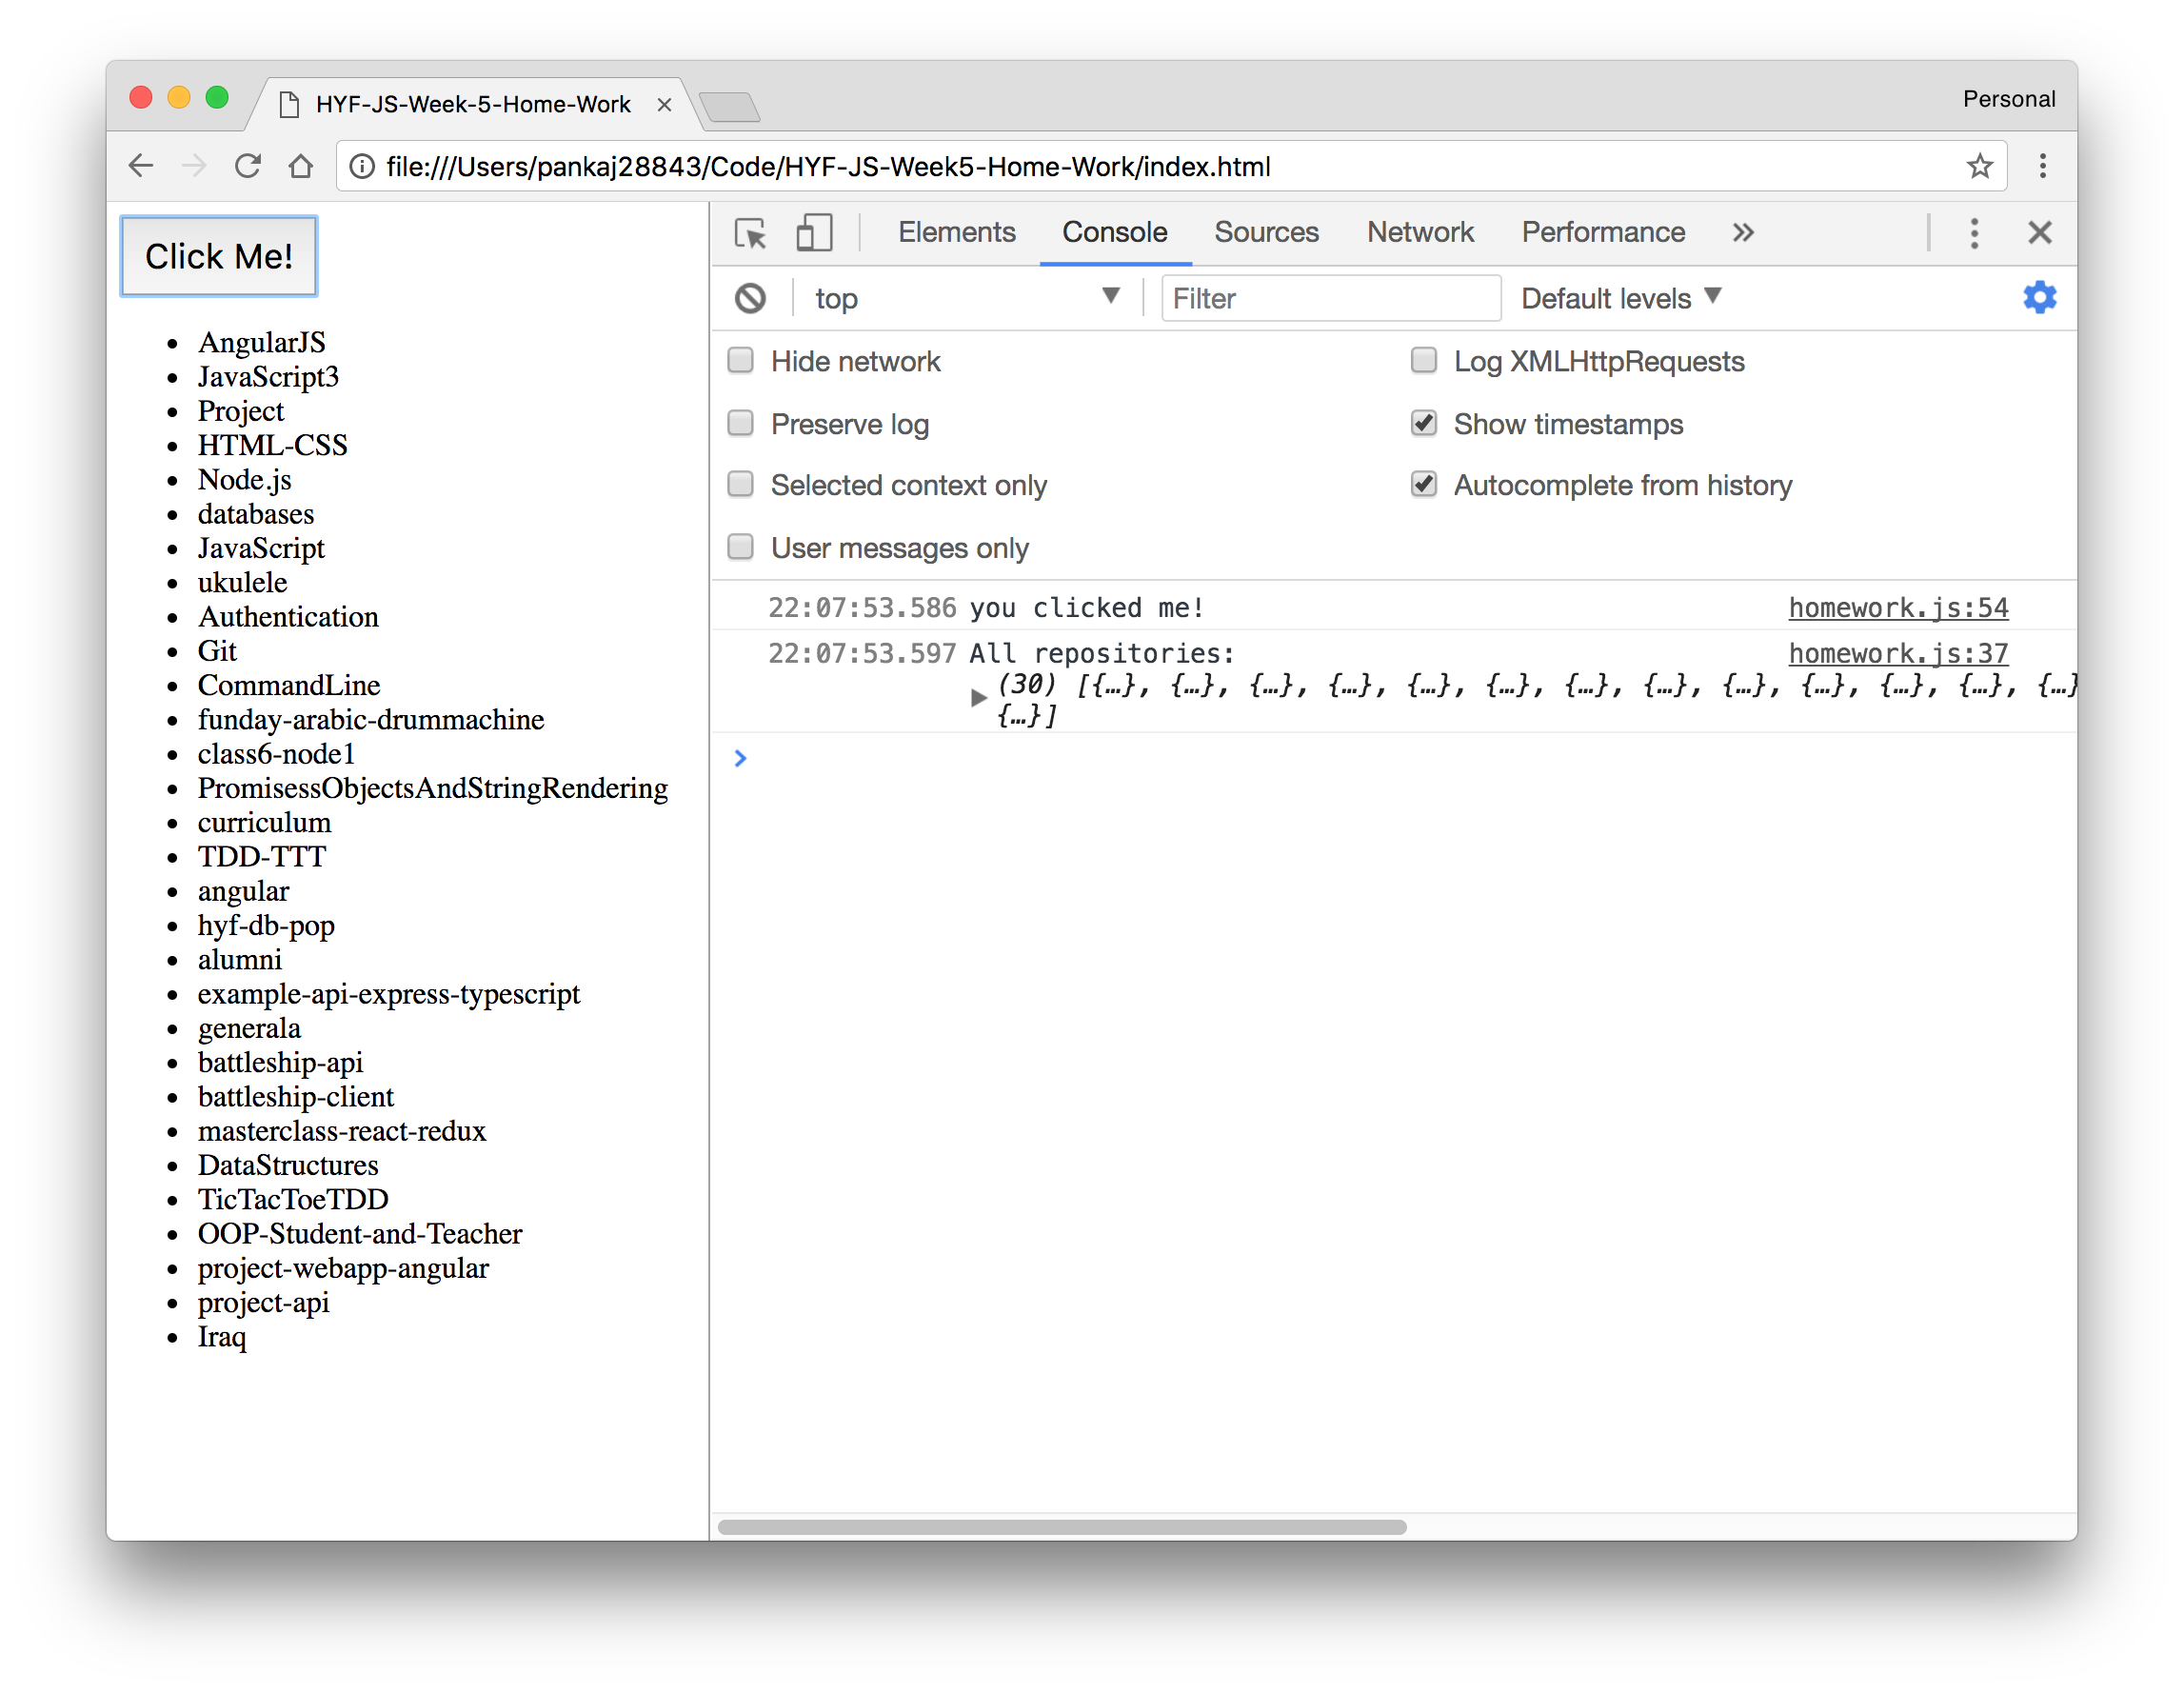 HYF-JS-Week-5-Home-Work
Personal
file:///Users/pankaj28843/Code/HYF-JS-Week5-Home-Work/index.html
Click Me!
AngularJS
JavaScript3
Project
HTML-CSS
Node.js
databases
JavaScript
ukulele
Authentication
Git
CommandLine
funday-arabic-drummachine
class6-node1
PromisessObjectsAndStringRendering
curriculum
TDD-TTT
angular
hyf-db-pop
alumni
example-api-express-typescript
generala
battleship-api
battleship-client
masterclass-react-redux
DataStructures
TicTacToeTDD
OOP-Student-and-Teacher
project-webapp-angular
project-api
Iraq
Elements Console Sources Network Performance
top Filter Default levels
Hide network Log XMLHttpRequests
Preserve log Show timestamps
Selected context only Autocomplete from history
User messages only
22:07:53.586 you clicked me! homework.js:54
22:07:53.597 All repositories: homework.js:37
(30) [{…}, {…}, {…}, {…}, {…}, {…}, {…}, {…}, {…}, {…}, {…}, {…}, {…}
{…}]